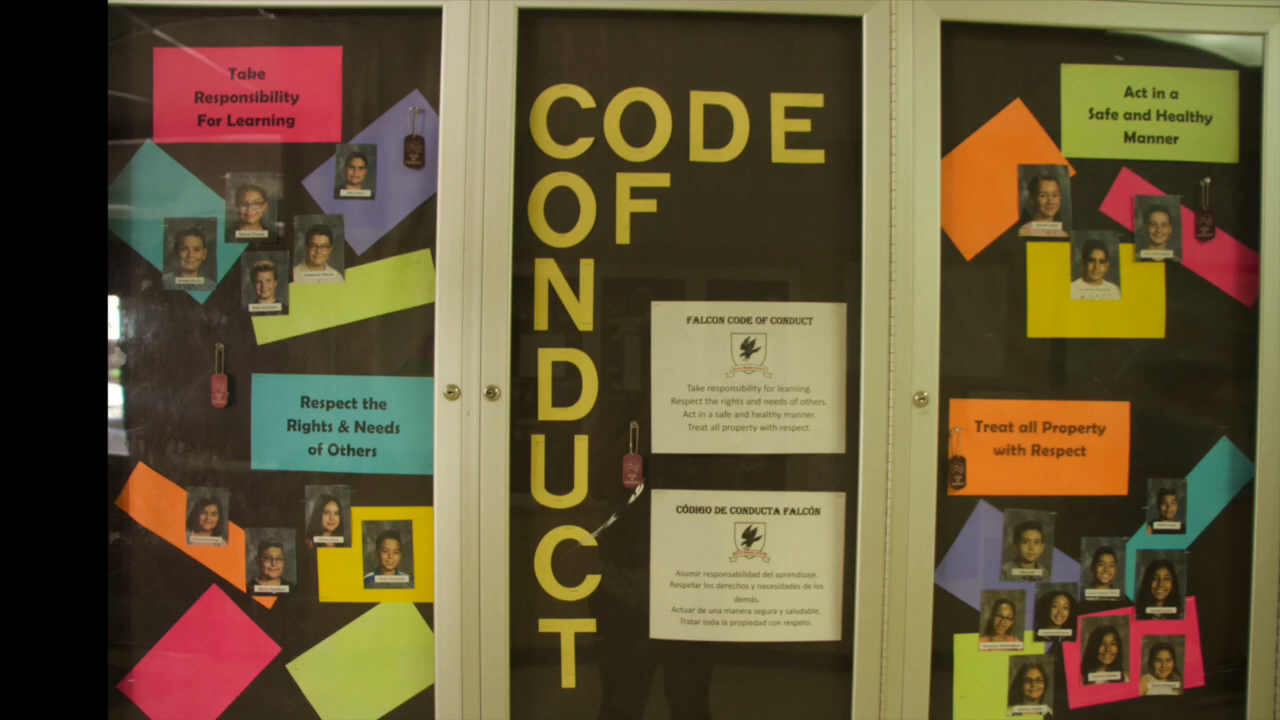 Take
Responsibility
For Learning
Respect the
Rights & Needs
of Others
CODE
OF
CONDUCT
FALCON CODE OF CONDUCT
Take responsibility for learning.
Respect the rights and needs of others.
Act in a safe and healthy manner.
Treat all property with respect.
CÓDIGO DE CONDUCTA FALCÓN
Asumir responsabilidad del aprendizaje.
Respetar los derechos y necesidades de los
demás.
Actuar de una manera segura y saludable.
Tratar toda la propiedad con respeto.
Act in a
Safe and Healthy
Manner
Treat all Property
with Respect